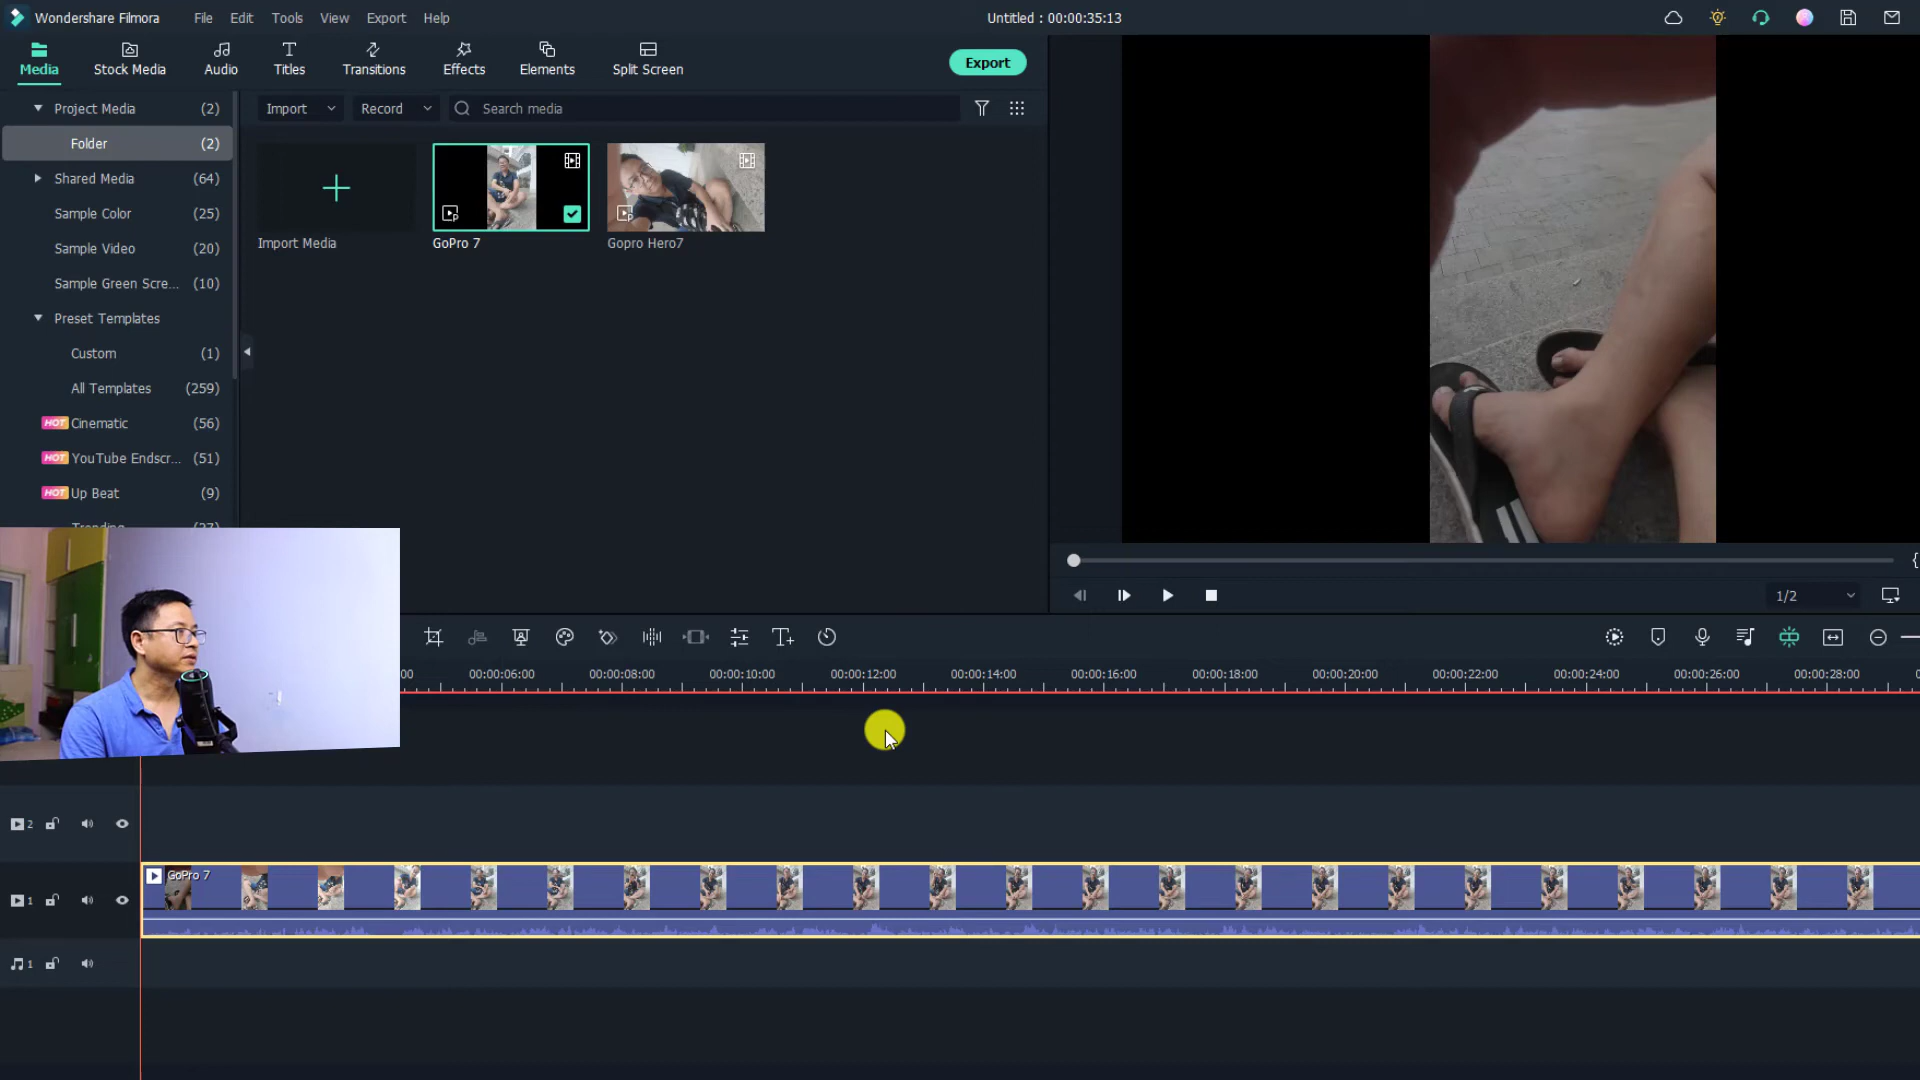 Wondershare Filmora File Edit Tools View Export Help Untitled : 00:00:35:13
Media Stock Media Audio Titles Transitions Effects Elements Split Screen Export
Project Media (2)
Import Record Search media
Folder (2)
Shared Media (64)
Sample Color (25)
Sample Video (20)
Sample Green Scre... (10)
Preset Templates
Custom (1)
All Templates (259)
HOT Cinematic (56)
HOT YouTube Endscr... (51)
HOT Up Beat (9)
Import Media GoPro 7 Gopro Hero7
1/2
00:00:06:00 00:00:08:00 00:00:10:00 00:00:12:00 00:00:14:00 00:00:16:00 00:00:18:00 00:00:20:00 00:00:22:00 00:00:24:00 00:00:26:00 00:00:28:00
2
GoPro 7
1
1